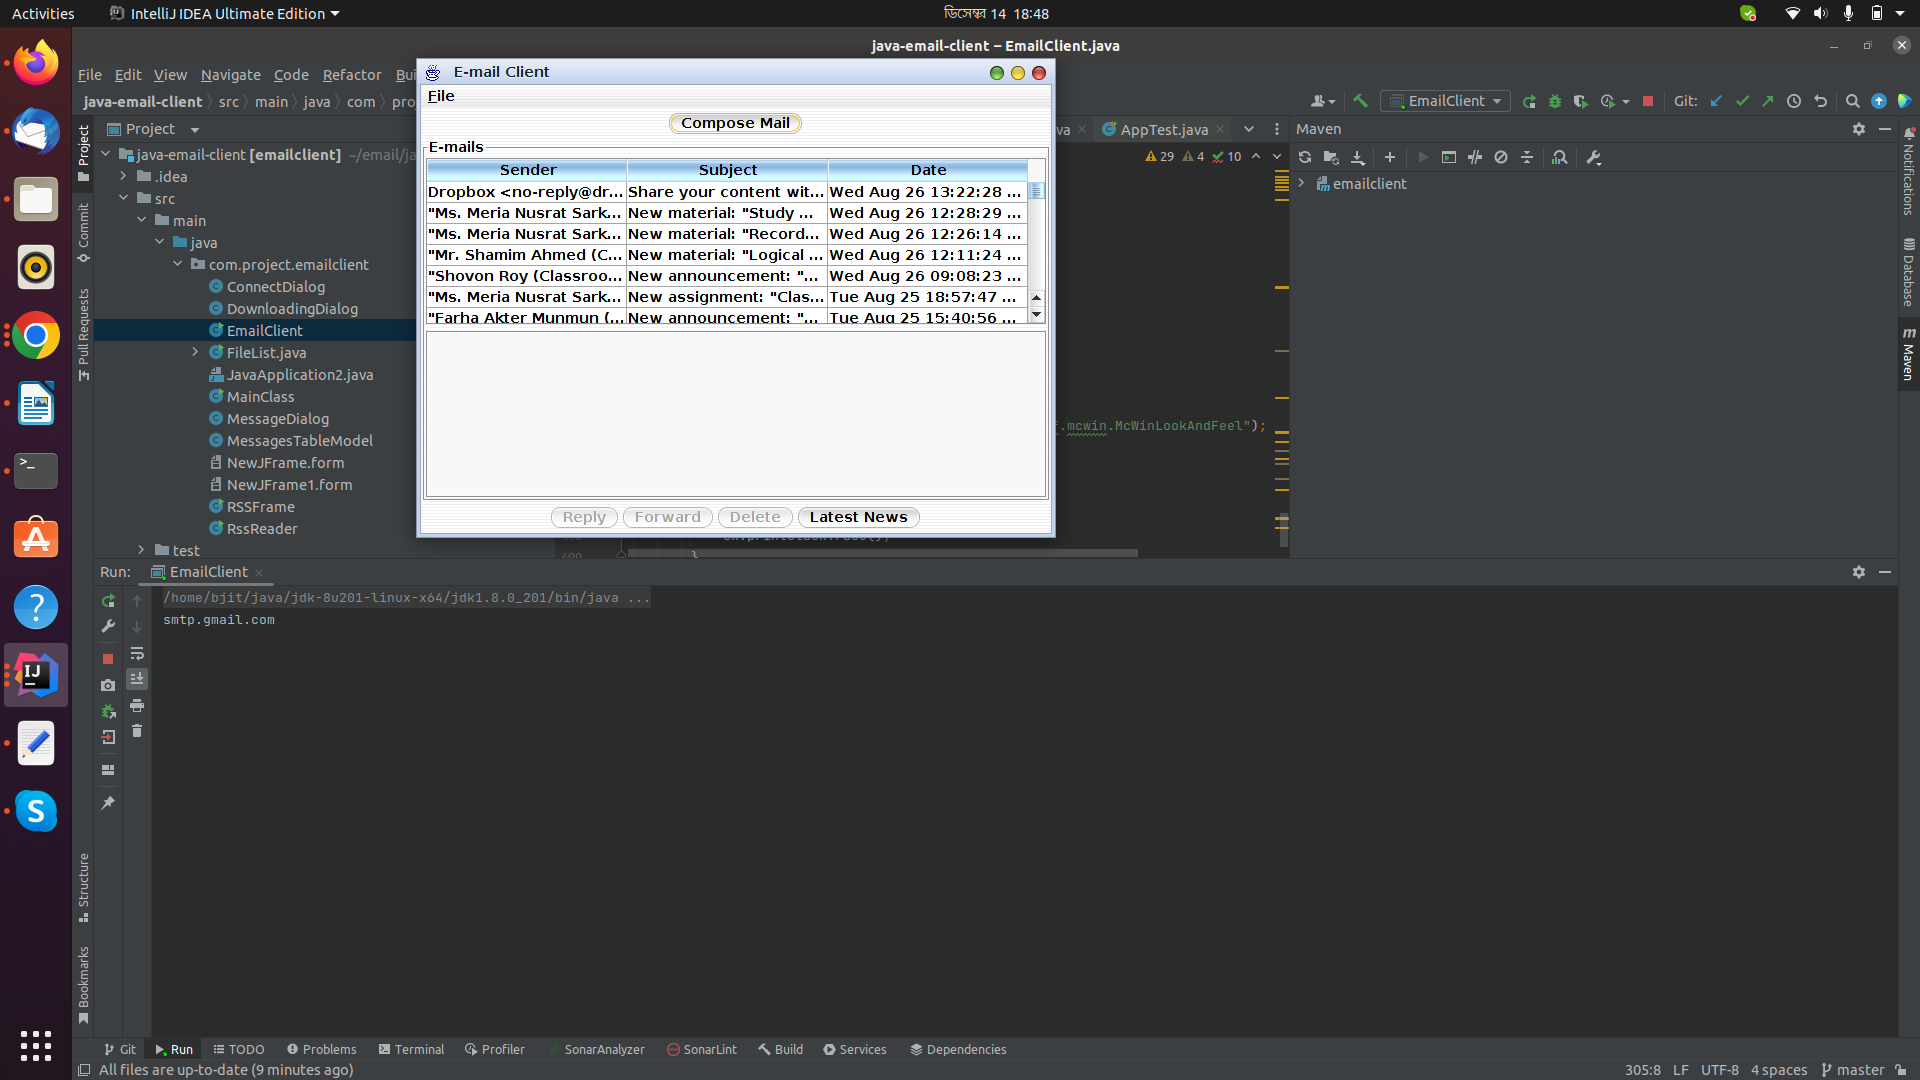 Activities
IntelliJ IDEA Ultimate Edition
ডিসেম্বর 14 18:48
java-email-client – EmailClient.java
File Edit View Navigate Code Refactor
java-email-client src main java com
EmailClient
Git:
E-mail Client
File
Compose Mail
E-mails
Sender Subject Date
Dropbox <no-reply@dr... Share your content wit... Wed Aug 26 13:22:28 ...
"Ms. Meria Nusrat Sark... New material: "Study ... Wed Aug 26 12:28:29 ...
"Ms. Meria Nusrat Sark... New material: "Record... Wed Aug 26 12:26:14 ...
"Mr. Shamim Ahmed (C... New material: "Logical ... Wed Aug 26 12:11:24 ...
"Shovon Roy (Classroo... New announcement: "... Wed Aug 26 09:08:23 ...
"Ms. Meria Nusrat Sark... New assignment: "Clas... Tue Aug 25 18:57:47 ...
"Farha Akter Munmun (... New announcement: "... Tue Aug 25 15:40:56 ...
Reply Forward Delete Latest News
Project
java-email-client [emailclient] ~/email/ja
.idea
src
main
java
com.project.emailclient
ConnectDialog
DownloadingDialog
EmailClient
FileList.java
JavaApplication2.java
MainClass
MessageDialog
MessagesTableModel
NewJFrame.form
NewJFrame1.form
RSSFrame
RssReader
test
Project
Commit
Pull Requests
Structure
Bookmarks
AppTest.java
29 4 10
.mcwin.McWinLookAndFeel");
Maven
emailclient
Notifications
Database
Maven
Run: EmailClient
/home/bjit/java/jdk-8u201-linux-x64/jdk1.8.0_201/bin/java ...
smtp.gmail.com
Git Run TODO Problems Terminal Profiler SonarAnalyzer SonarLint Build Services Dependencies
All files are up-to-date (9 minutes ago)
305:8 LF UTF-8 4 spaces master